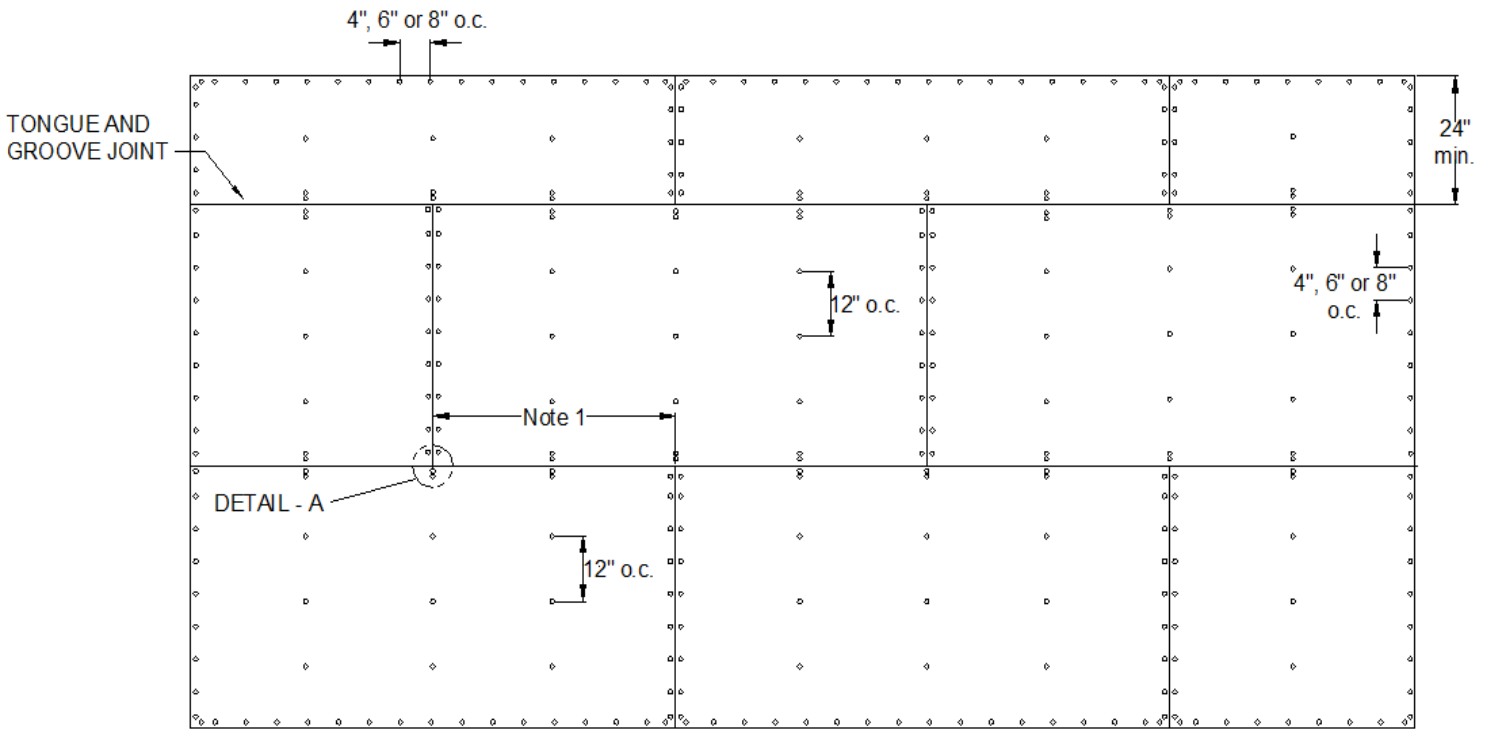 4", 6" or 8" o.c.
TONGUE AND
GROOVE JOINT
24"
min.
4", 6" or 8"
o.c.
12" o.c.
Note 1
DETAIL - A
12" o.c.